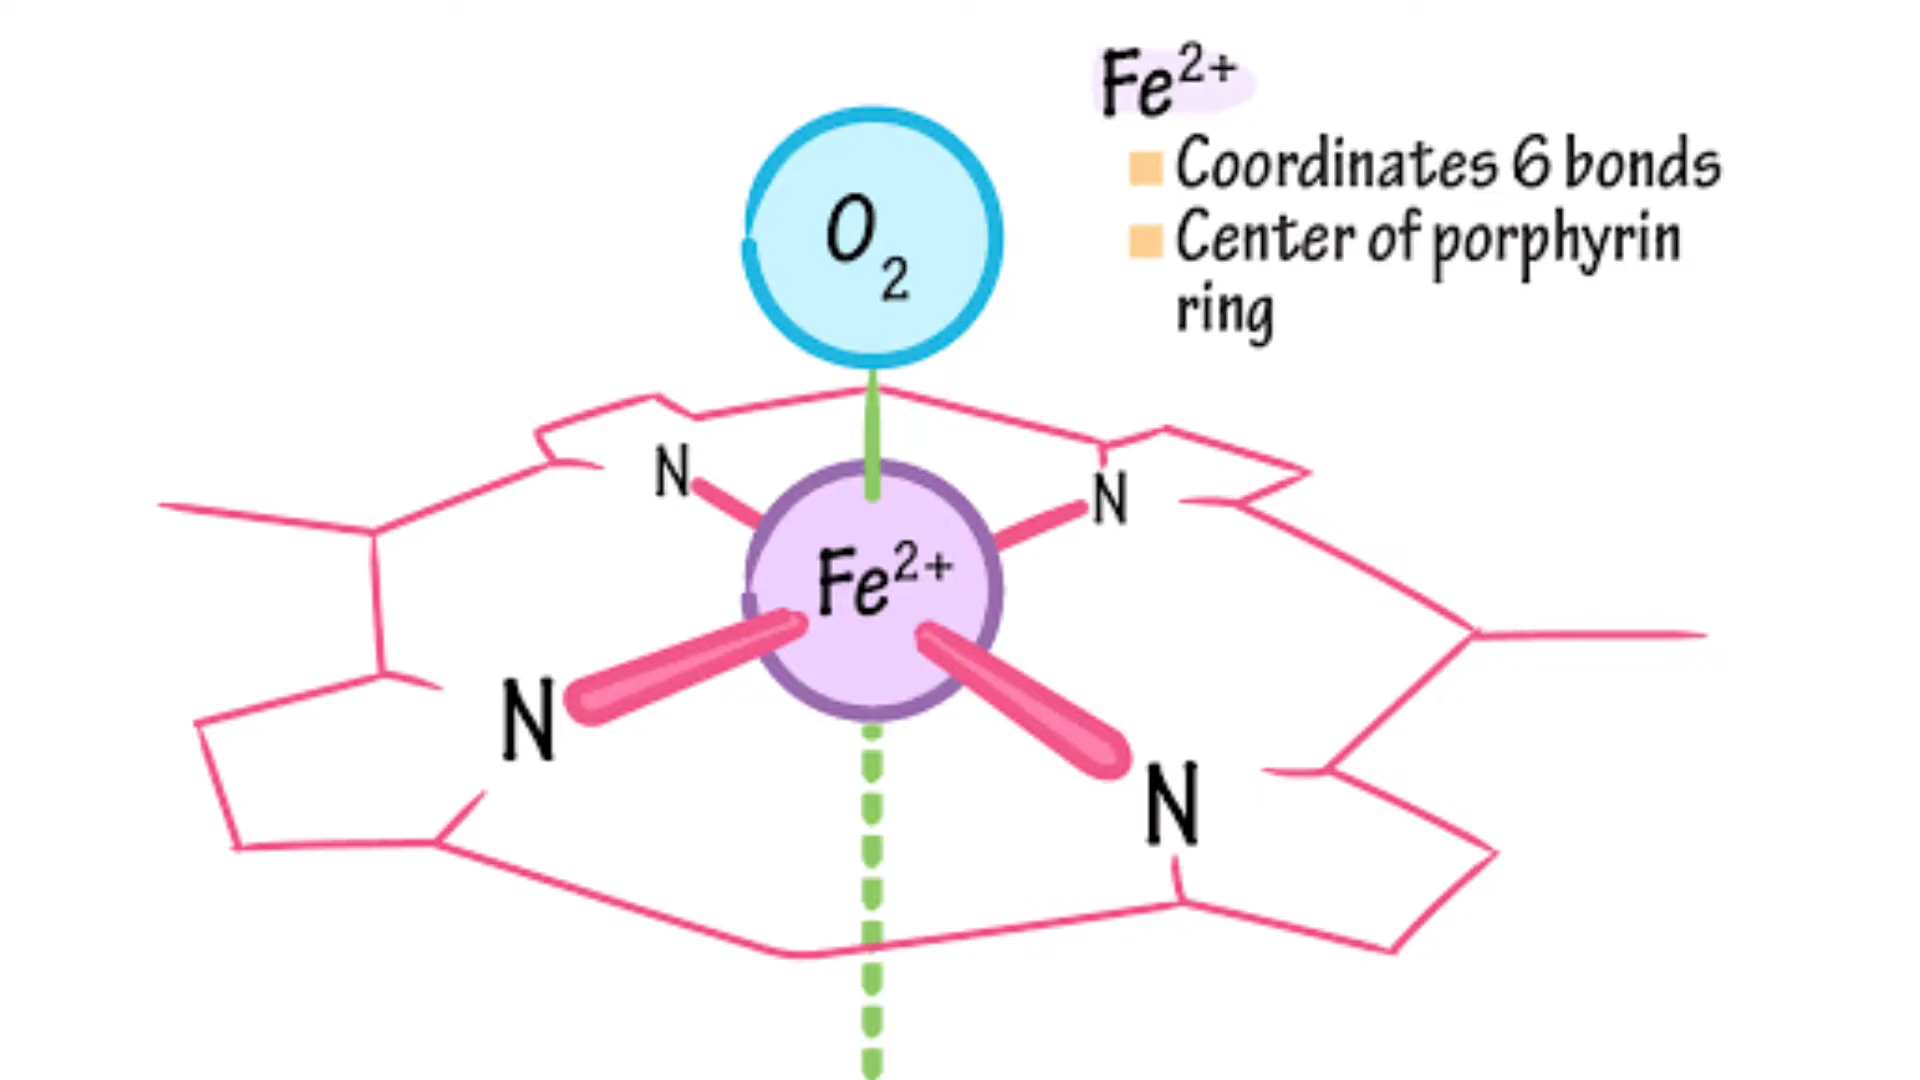 Fe²⁺
Coordinates 6 bonds
Center of porphyrin
ring
O₂
N
N
Fe²⁺
N
N